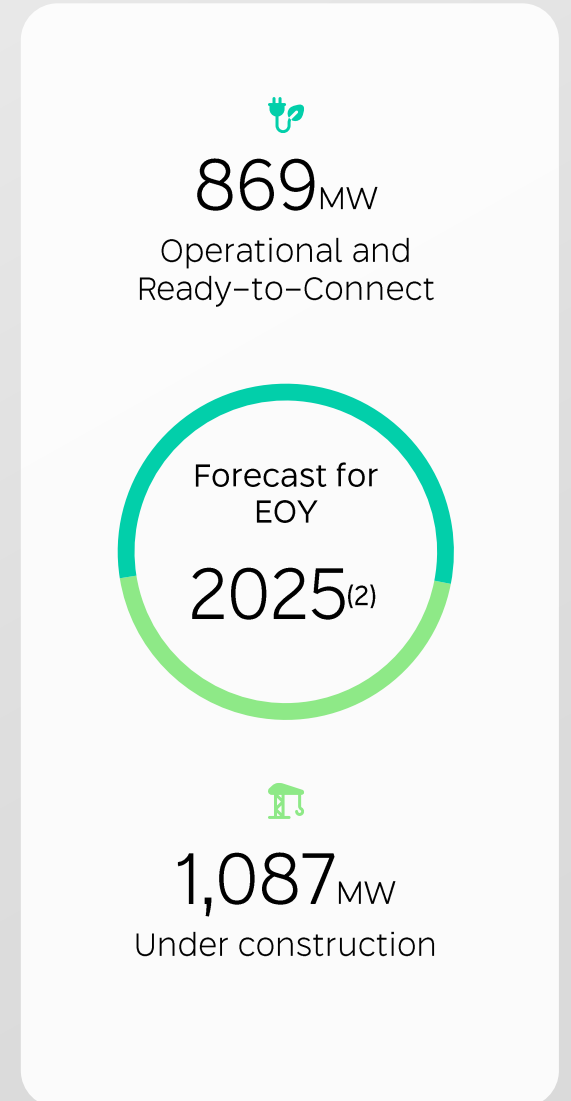 869MW
Operational and
Ready-to-Connect
Forecast for
EOY
2025(2)
1,087MW
Under construction